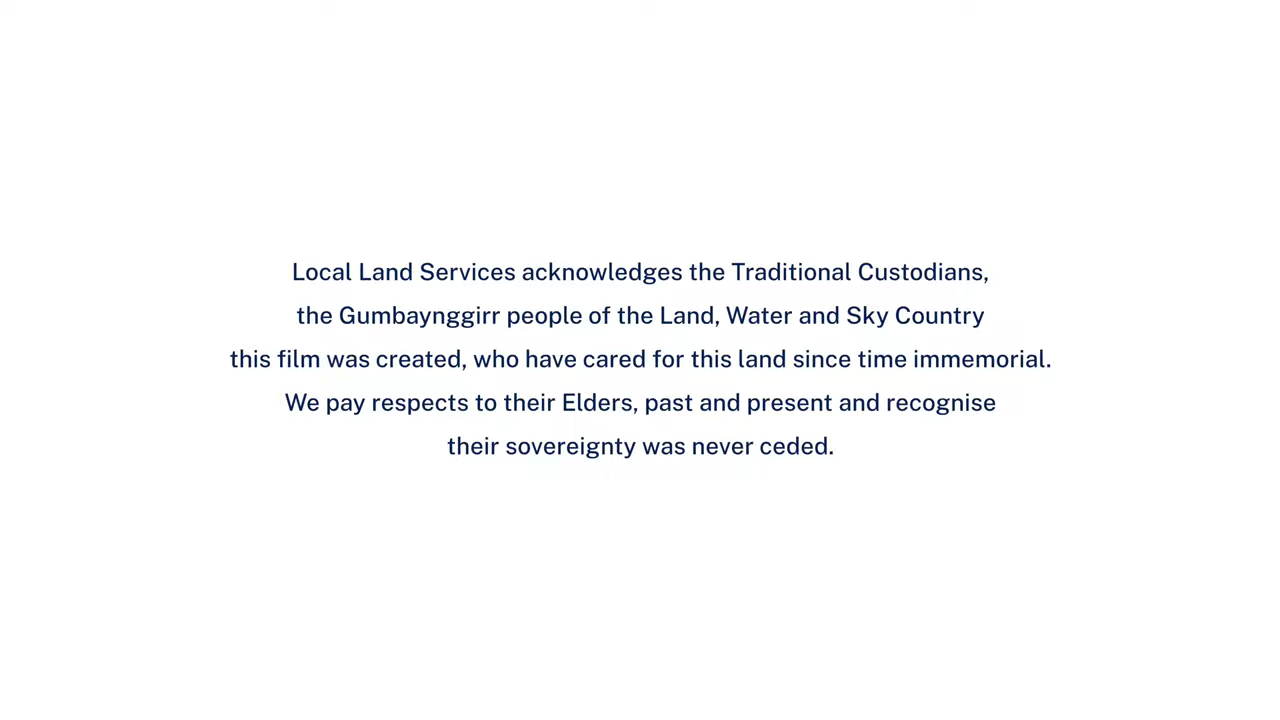 Local Land Services acknowledges the Traditional Custodians,
the Gumbaynggirr people of the Land, Water and Sky Country
this film was created, who have cared for this land since time immemorial.
We pay respects to their Elders, past and present and recognise
their sovereignty was never ceded.